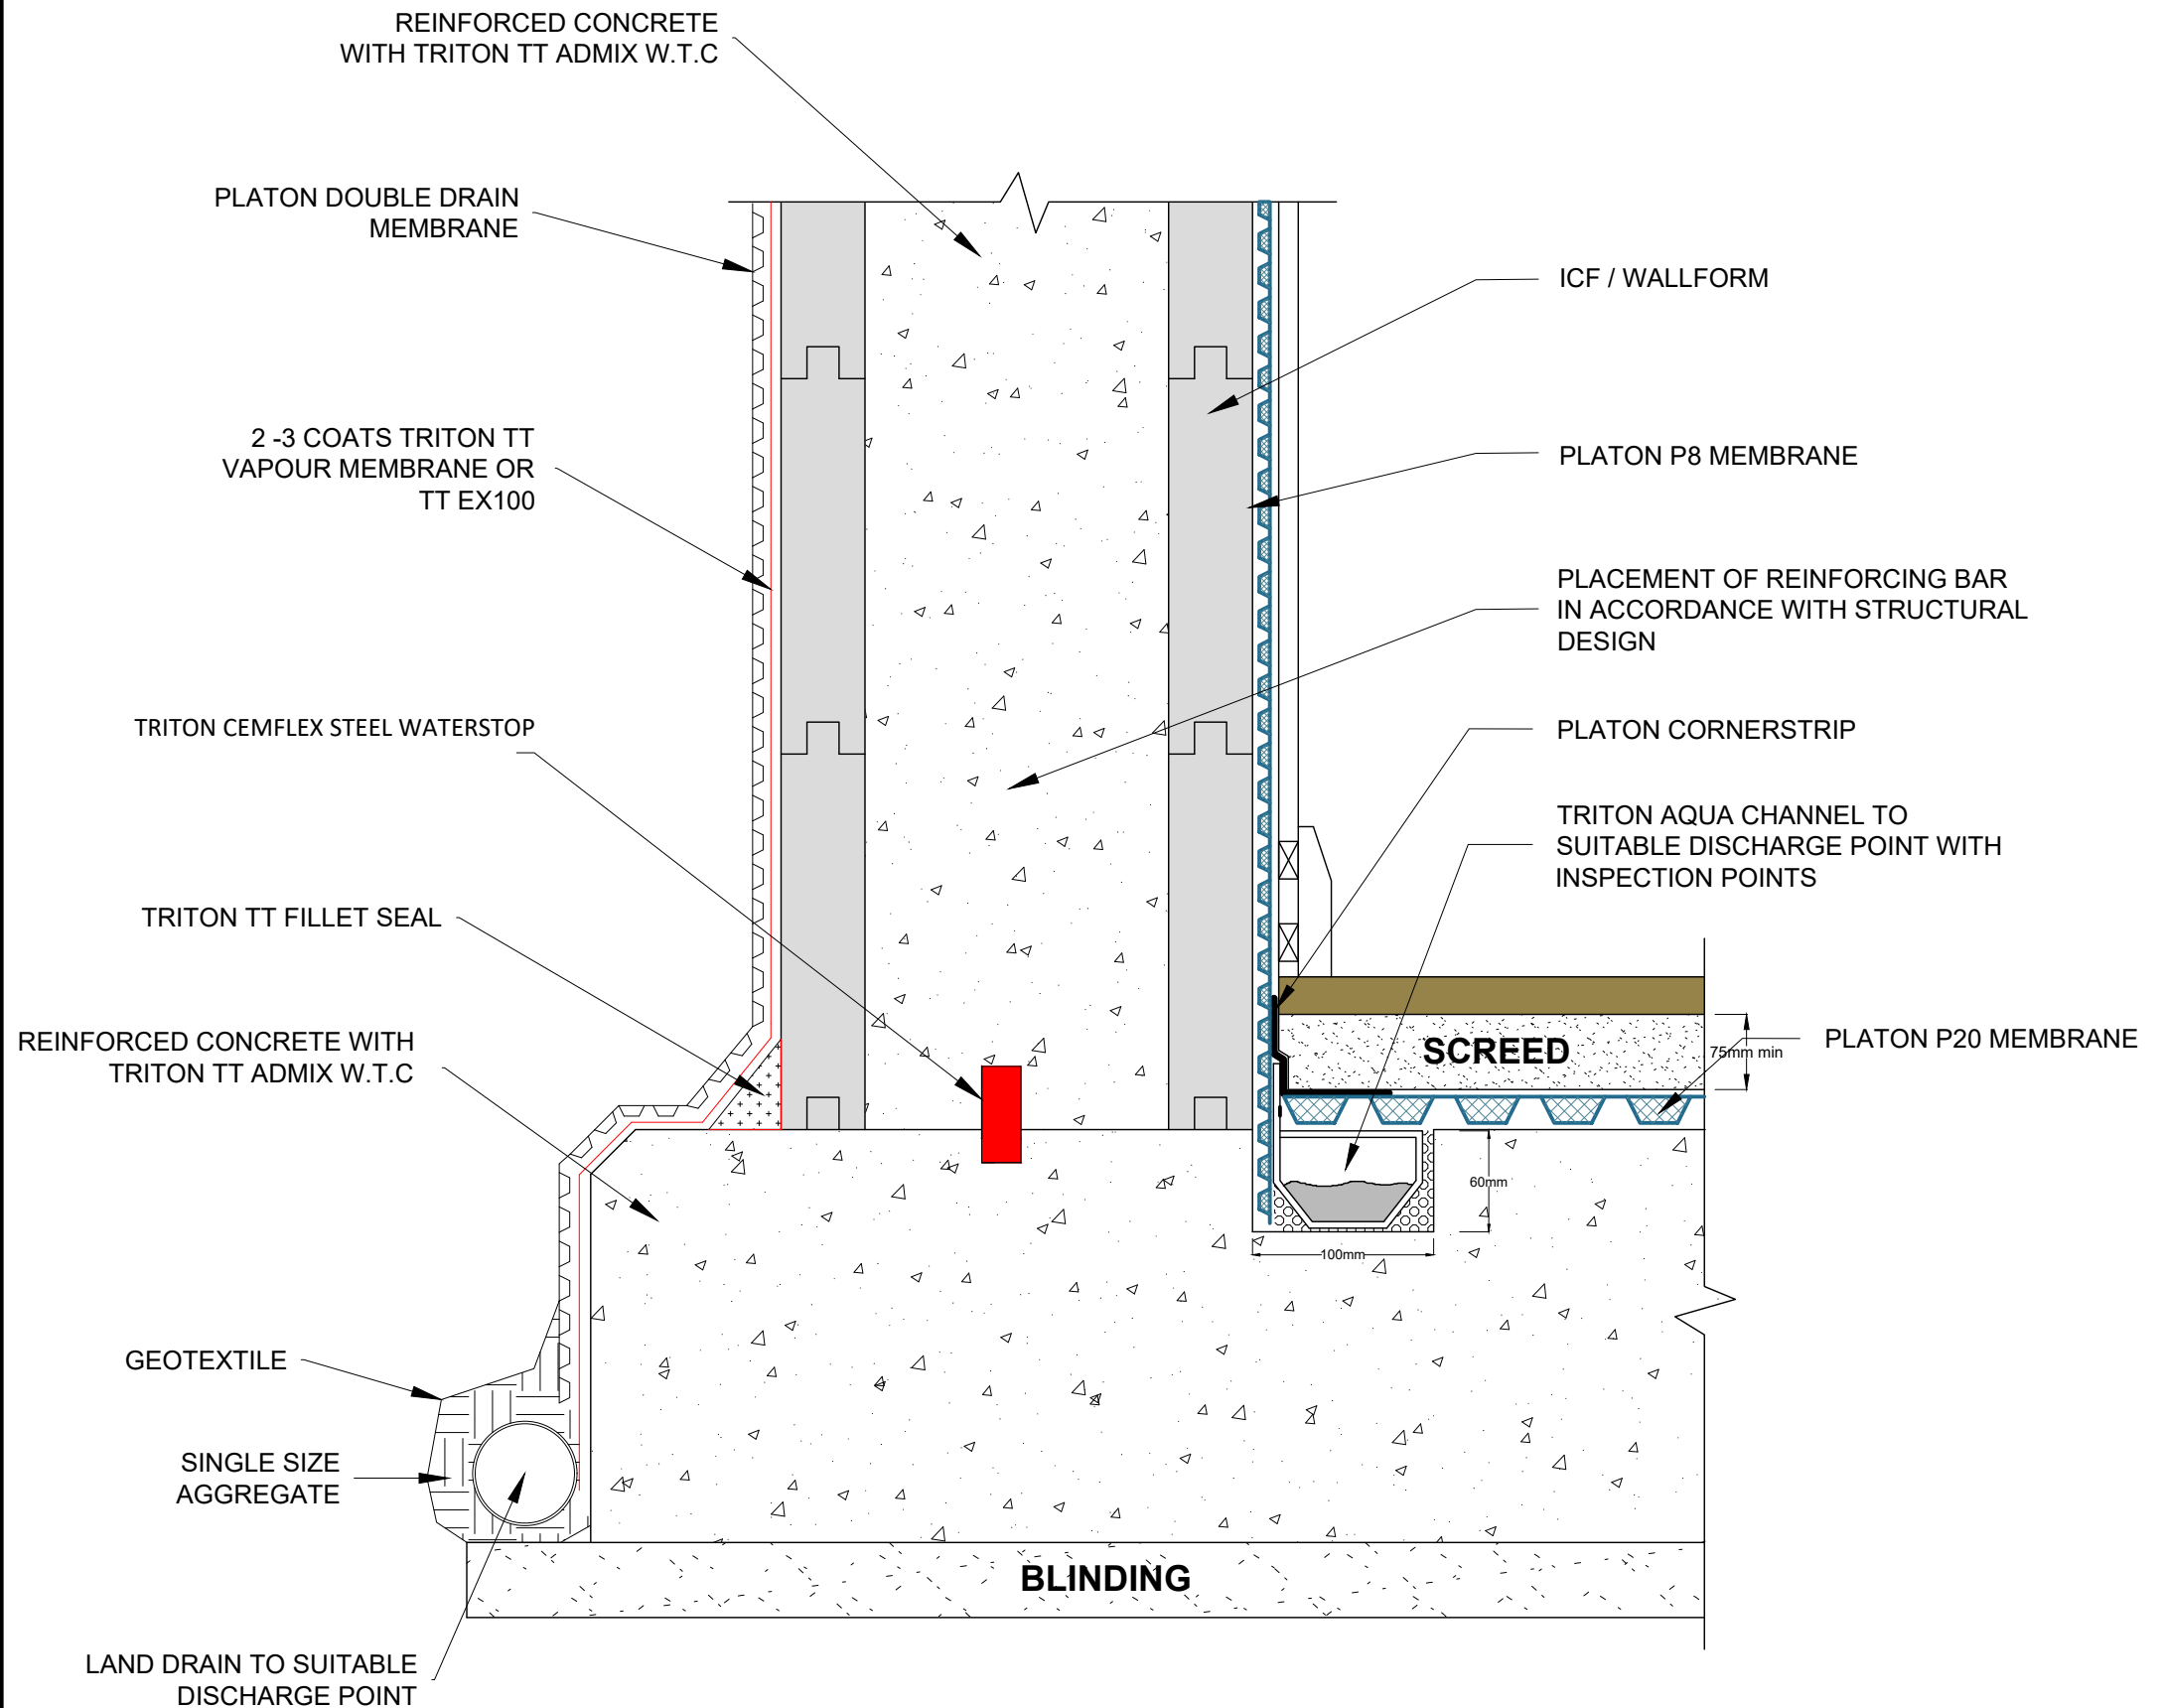 REINFORCED CONCRETE
WITH TRITON TT ADMIX W.T.C
PLATON DOUBLE DRAIN
MEMBRANE
2 -3 COATS TRITON TT
VAPOUR MEMBRANE OR
TT EX100
TRITON CEMFLEX STEEL WATERSTOP
TRITON TT FILLET SEAL
REINFORCED CONCRETE WITH
TRITON TT ADMIX W.T.C
GEOTEXTILE
SINGLE SIZE
AGGREGATE
LAND DRAIN TO SUITABLE
DISCHARGE POINT
ICF / WALLFORM
PLATON P8 MEMBRANE
PLACEMENT OF REINFORCING BAR
IN ACCORDANCE WITH STRUCTURAL
DESIGN
PLATON CORNERSTRIP
TRITON AQUA CHANNEL TO
SUITABLE DISCHARGE POINT WITH
INSPECTION POINTS
PLATON P20 MEMBRANE
SCREED
75mm min
60mm
100mm
BLINDING